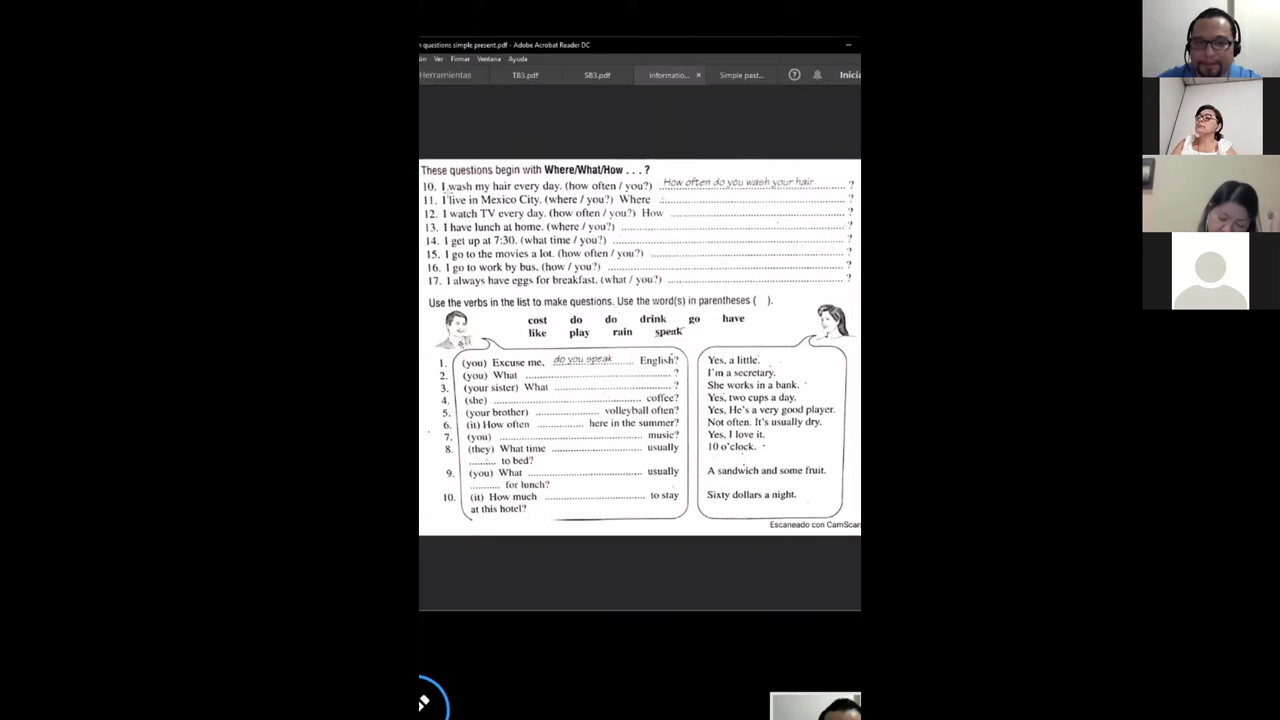 n questions simple present.pdf - Adobe Acrobat Reader DC
ón Ver Firmar Ventana Ayuda
Herramientas TB3.pdf SB3.pdf informatio... × Simple past... ? Inicia
These questions begin with Where/What/How . . . ?
10. I wash my hair every day. (how often / you?) How often do you wash your hair ?
11. I live in Mexico City. (where / you?) Where ?
12. I watch TV every day. (how often / you?) How ?
13. I have lunch at home. (where / you?) ?
14. I get up at 7:30. (what time / you?) ?
15. I go to the movies a lot. (how often / you?) ?
16. I go to work by bus. (how / you?) ?
17. I always have eggs for breakfast. (what / you?) ?
Use the verbs in the list to make questions. Use the word(s) in parentheses ( ).
cost do do drink go have
like play rain speak
1. (you) Excuse me, do you speak English? Yes, a little.
2. (you) What ? I'm a secretary.
3. (your sister) What ? She works in a bank.
4. (she) coffee? Yes, two cups a day.
5. (your brother) volleyball often? Yes, He's a very good player.
6. (it) How often here in the summer? Not often. It's usually dry.
7. (you) music? Yes, I love it.
8. (they) What time usually 10 o'clock.
to bed?
9. (you) What usually A sandwich and some fruit.
for lunch?
10. (it) How much to stay Sixty dollars a night.
at this hotel?
Escaneado con CamScan